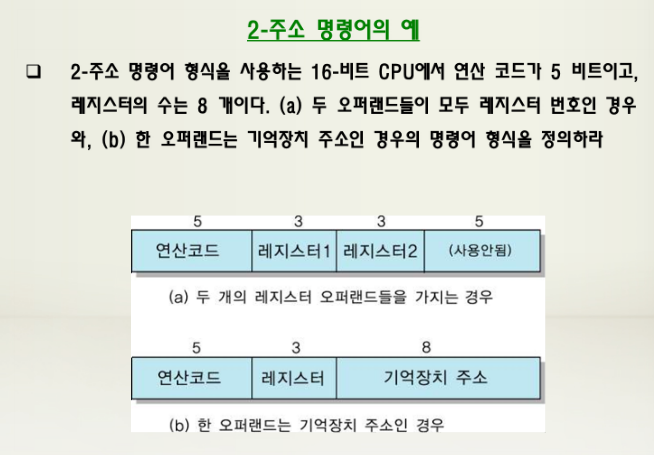 2-주소 명령어의 예
❑ 2-주소 명령어 형식을 사용하는 16-비트 CPU에서 연산 코드가 5 비트이고,
레지스터의 수는 8 개이다. (a) 두 오퍼랜드들이 모두 레지스터 번호인 경우
와, (b) 한 오퍼랜드는 기억장치 주소인 경우의 명령어 형식을 정의하라
5 3 3 5
연산코드 레지스터1 레지스터2 (사용안됨)
(a) 두 개의 레지스터 오퍼랜드들을 가지는 경우
5 3 8
연산코드 레지스터 기억장치 주소
(b) 한 오퍼랜드는 기억장치 주소인 경우